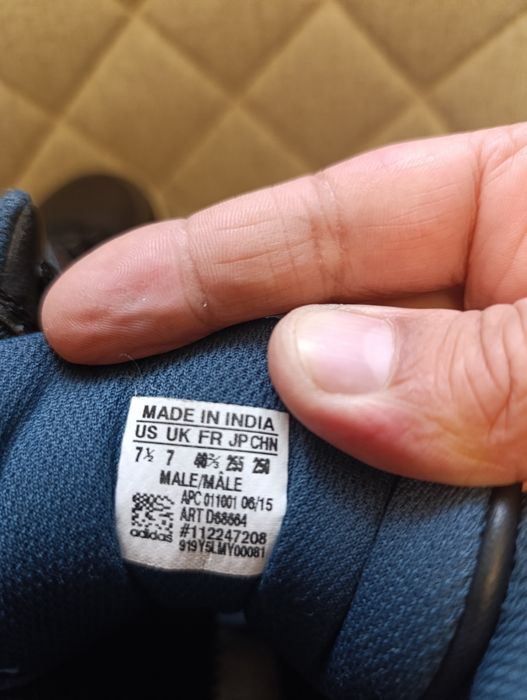 MADE IN INDIA
US UK FR JP CHN
7½ 7 40⅔ 255 250
MALE/MÂLE
APC 011001 06/15
ART D68664
#112247208
adidas 919Y5LMY00081